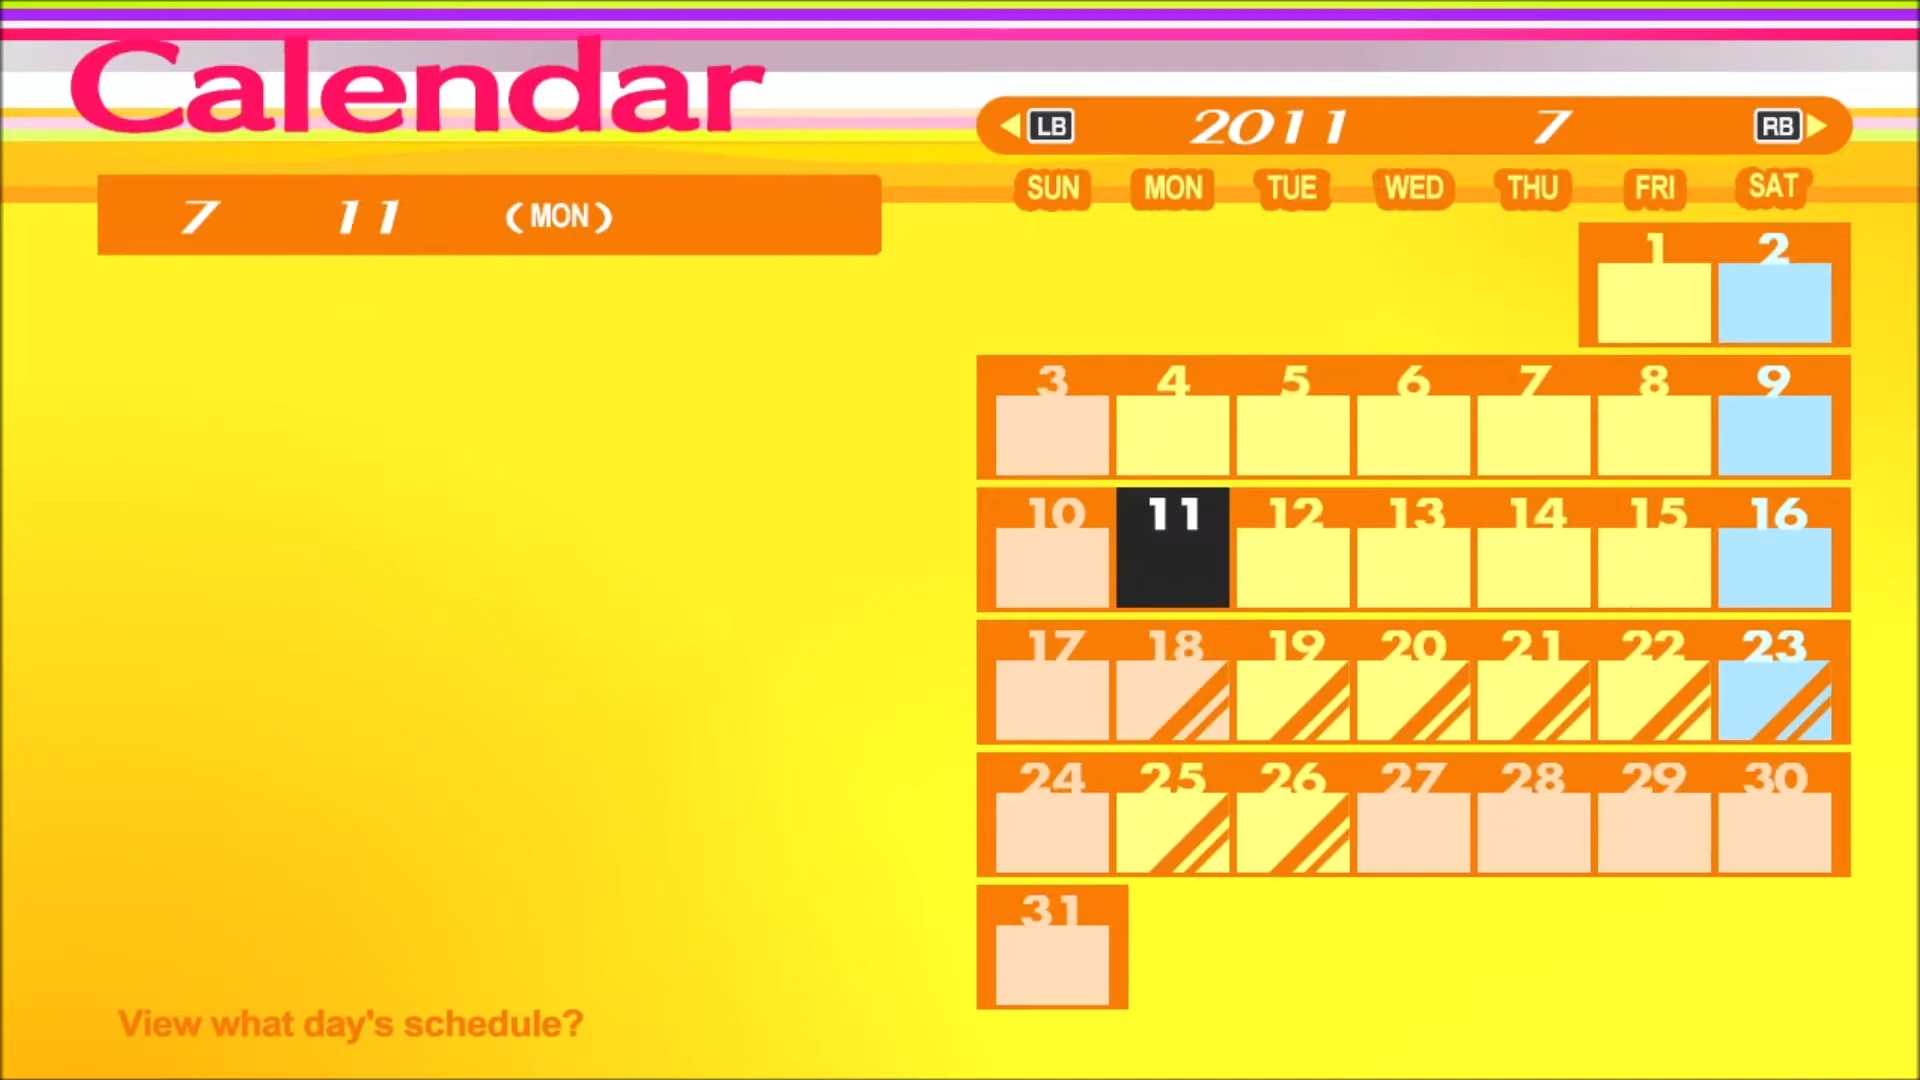 Calendar
LB 2011 7 RB
7 11 (MON)
SUN MON TUE WED THU FRI SAT
1 2
3 4 5 6 7 8 9
10 11 12 13 14 15 16
17 18 19 20 21 22 23
24 25 26 27 28 29 30
31
View what day's schedule?